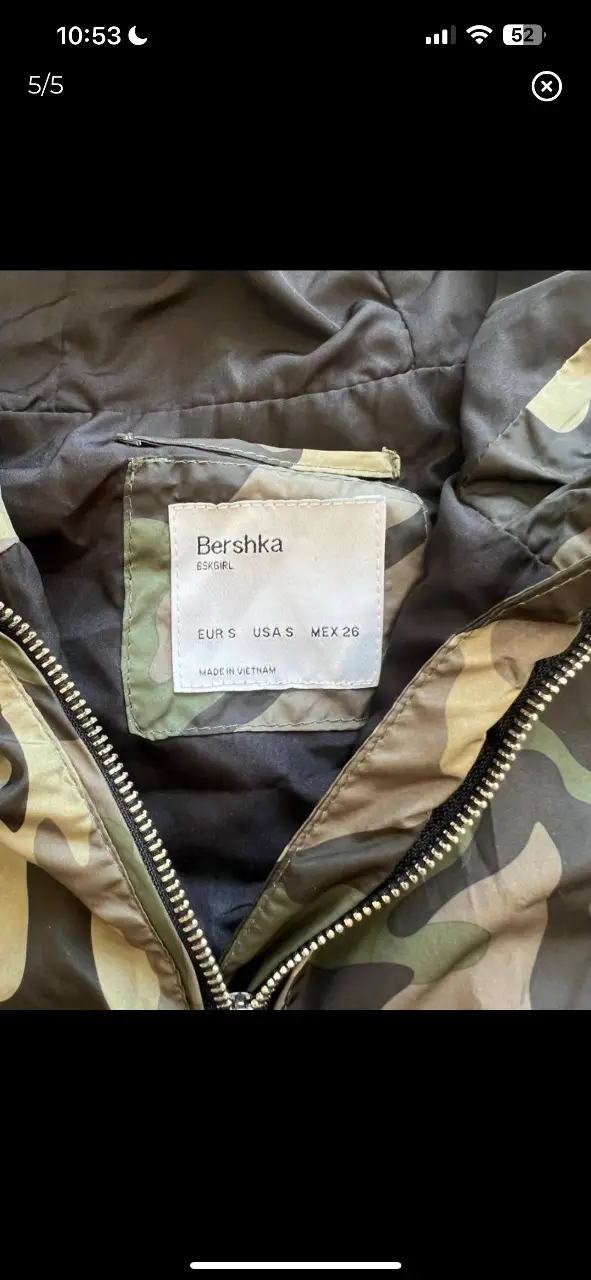 10:53
52
5/5
Bershka
BSKGIRL
EUR S USA S MEX 26
MADE IN VIETNAM